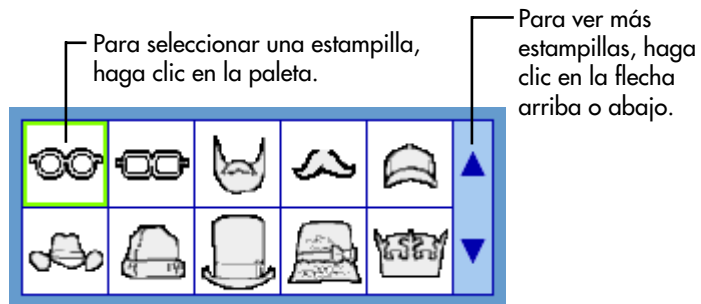 Para seleccionar una estampilla,
haga clic en la paleta.
Para ver más
estampillas, haga
clic en la flecha
arriba o abajo.